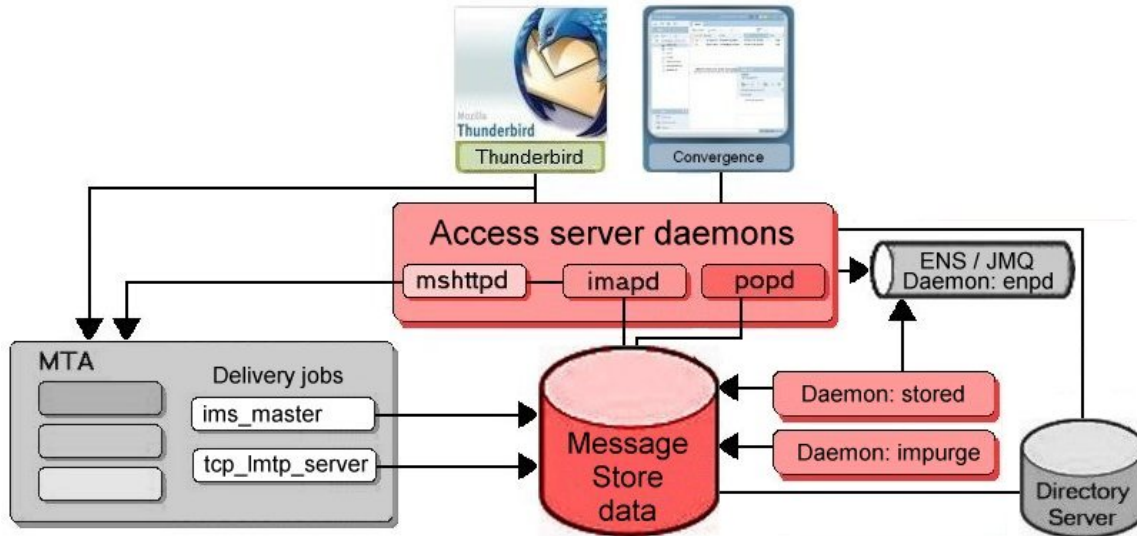 Mozilla
Thunderbird
Thunderbird
Convergence
Access server daemons
mshttpd
imapd
popd
ENS / JMQ
Daemon: enpd
MTA
Delivery jobs
ims_master
tcp_lmtp_server
Message
Store
data
Daemon: stored
Daemon: impurge
Directory
Server